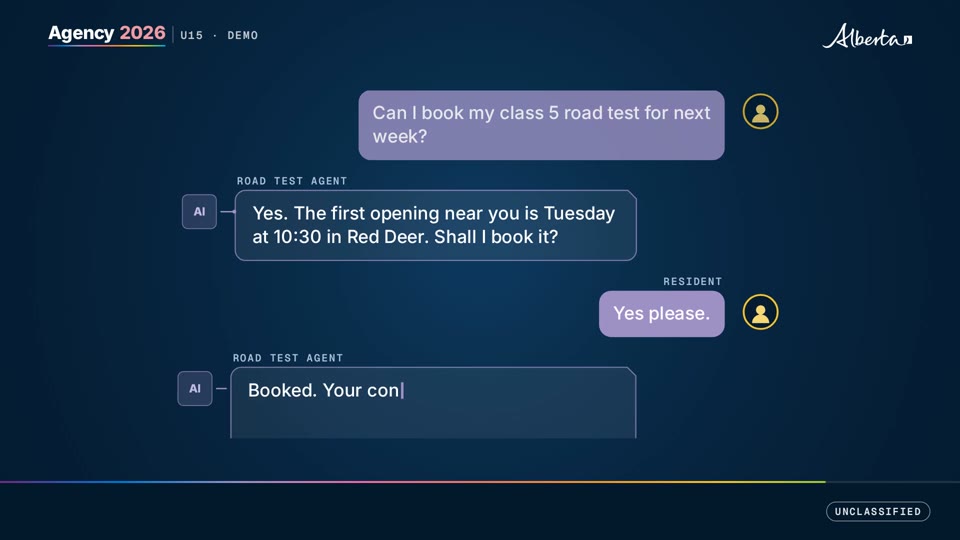 Agency 2026 U15 · DEMO
Alberta
Can I book my class 5 road test for next
week?
ROAD TEST AGENT
AI
Yes. The first opening near you is Tuesday
at 10:30 in Red Deer. Shall I book it?
RESIDENT
Yes please.
ROAD TEST AGENT
AI
Booked. Your con
UNCLASSIFIED